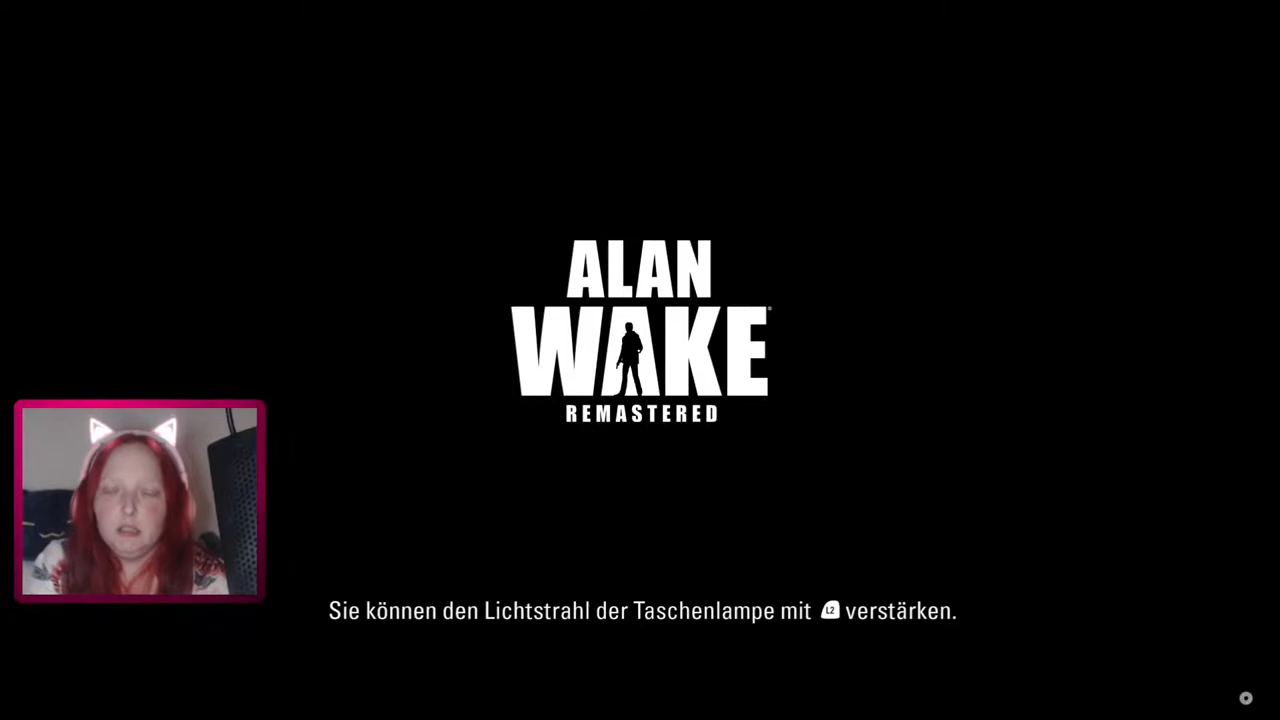 ALAN
WAKE
REMASTERED
Sie können den Lichtstrahl der Taschenlampe mit L2 verstärken.